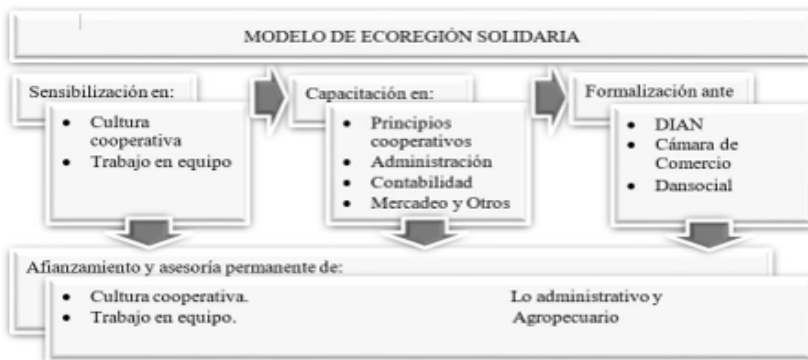 MODELO DE ECOREGIÓN SOLIDARIA
Sensibilización en:
• Cultura
cooperativa
• Trabajo en equipo
Capacitación en:
• Principios
cooperativos
• Administración
• Contabilidad
• Mercadeo y Otros
Formalización ante
• DIAN
• Cámara de
Comercio
• Dansocial
Afianzamiento y asesoría permanente de:
• Cultura cooperativa.
• Trabajo en equipo.
Lo administrativo y
Agropecuario